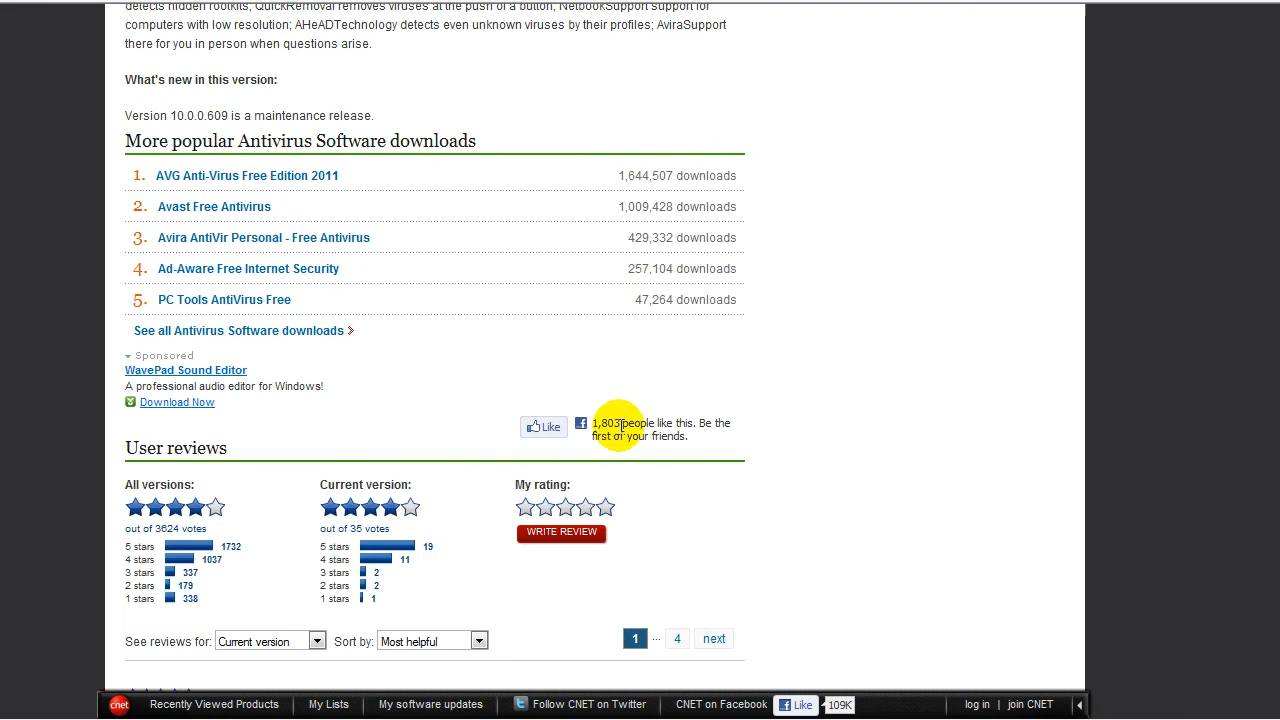 detects hidden rootkits; QuickRemoval removes viruses at the push of a button; NetbookSupport support for
computers with low resolution; AHeADTechnology detects even unknown viruses by their profiles; AviraSupport
there for you in person when questions arise.
What's new in this version:
Version 10.0.0.609 is a maintenance release.
More popular Antivirus Software downloads
1. AVG Anti-Virus Free Edition 2011 1,644,507 downloads
2. Avast Free Antivirus 1,009,428 downloads
3. Avira AntiVir Personal - Free Antivirus 429,332 downloads
4. Ad-Aware Free Internet Security 257,104 downloads
5. PC Tools AntiVirus Free 47,264 downloads
See all Antivirus Software downloads
Sponsored
WavePad Sound Editor
A professional audio editor for Windows!
Download Now
Like 1,803 people like this. Be the
first of your friends.
User reviews
All versions: Current version: My rating:
out of 3624 votes out of 35 votes WRITE REVIEW
5 stars 1732 5 stars 19
4 stars 1037 4 stars 11
3 stars 337 3 stars 2
2 stars 179 2 stars 2
1 stars 338 1 stars 1
See reviews for: Current version Sort by: Most helpful 1 ... 4 next
cnet Recently Viewed Products My Lists My software updates Follow CNET on Twitter CNET on Facebook Like 109K log in | join CNET